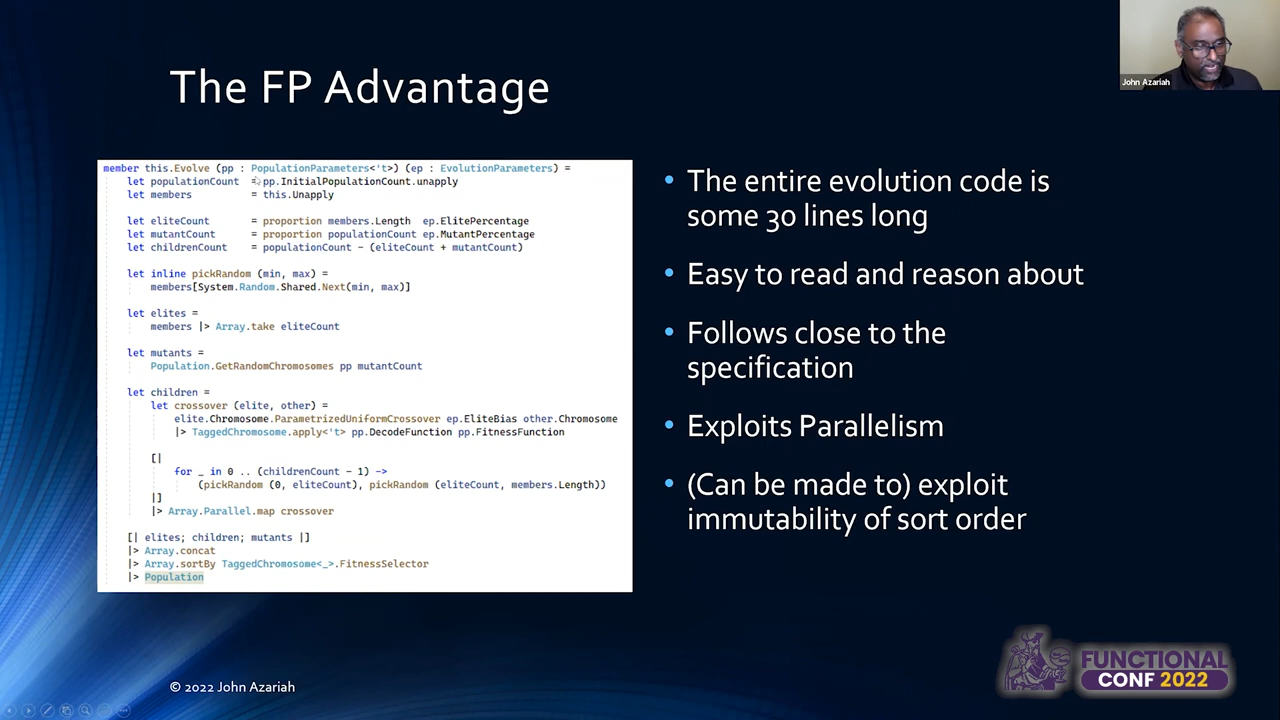 The FP Advantage
John Azariah
member this.Evolve (pp : PopulationParameters<'t>) (ep : EvolutionParameters) =
let populationCount = pp.InitialPopulationCount.unapply
let members = this.Unapply
let eliteCount = proportion members.Length ep.ElitePercentage
let mutantCount = proportion populationCount ep.MutantPercentage
let childrenCount = populationCount - (eliteCount + mutantCount)
let inline pickRandom (min, max) =
members[System.Random.Shared.Next(min, max)]
let elites =
members |> Array.take eliteCount
let mutants =
Population.GetRandomChromosomes pp mutantCount
let children =
let crossover (elite, other) =
elite.Chromosome.ParametrizedUniformCrossover ep.EliteBias other.Chromosome
|> TaggedChromosome.apply<'t> pp.DecodeFunction pp.FitnessFunction
[|
for _ in 0 .. (childrenCount - 1) ->
(pickRandom (0, eliteCount), pickRandom (eliteCount, members.Length))
|]
|> Array.Parallel.map crossover
[| elites; children; mutants |]
|> Array.concat
|> Array.sortBy TaggedChromosome<_>.FitnessSelector
|> Population
• The entire evolution code is
some 30 lines long
• Easy to read and reason about
• Follows close to the
specification
• Exploits Parallelism
• (Can be made to) exploit
immutability of sort order
© 2022 John Azariah
FUNCTIONAL
CONF 2022